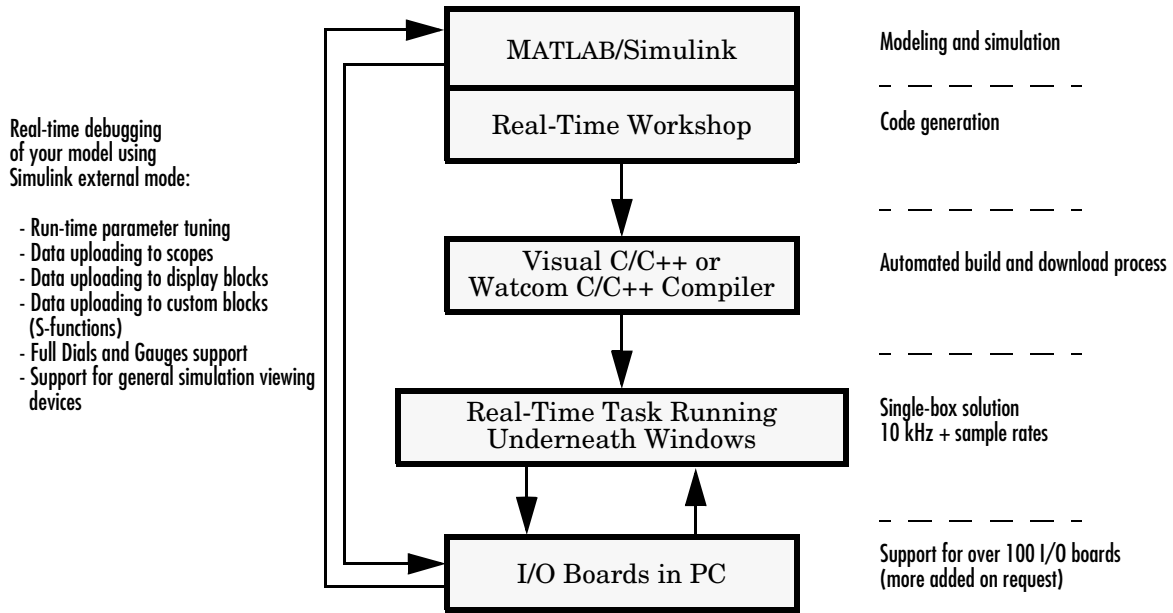 MATLAB/Simulink
Modeling and simulation
Real-Time Workshop
Code generation
Real-time debugging
of your model using
Simulink external mode:
- Run-time parameter tuning
- Data uploading to scopes
- Data uploading to display blocks
- Data uploading to custom blocks
(S-functions)
- Full Dials and Gauges support
- Support for general simulation viewing
devices
Visual C/C++ or
Watcom C/C++ Compiler
Automated build and download process
Real-Time Task Running
Underneath Windows
Single-box solution
10 kHz + sample rates
I/O Boards in PC
Support for over 100 I/O boards
(more added on request)